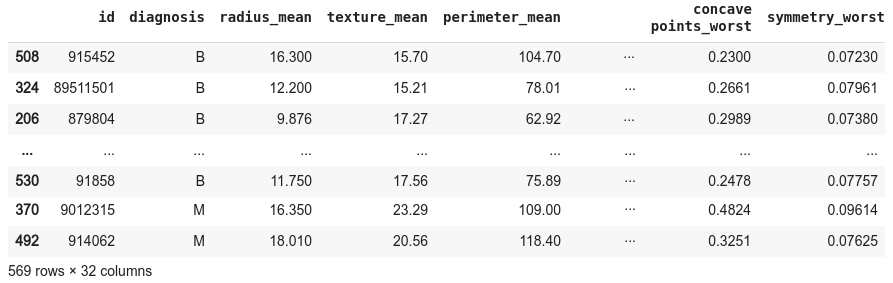 id diagnosis radius_mean texture_mean perimeter_mean concave points_worst symmetry_worst
508 915452 B 16.300 15.70 104.70 ... 0.2300 0.07230
324 89511501 B 12.200 15.21 78.01 ... 0.2661 0.07961
206 879804 B 9.876 17.27 62.92 ... 0.2989 0.07380
... ... ... ... ... ... ... ... ...
530 91858 B 11.750 17.56 75.89 ... 0.2478 0.07757
370 9012315 M 16.350 23.29 109.00 ... 0.4824 0.09614
492 914062 M 18.010 20.56 118.40 ... 0.3251 0.07625
569 rows × 32 columns